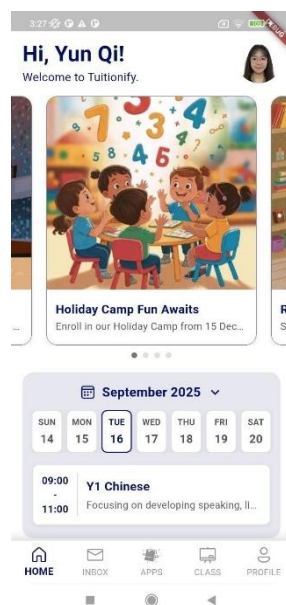 3:27
DEBUG
Hi, Yun Qi!
Welcome to Tuitionify.
Holiday Camp Fun Awaits
Enroll in our Holiday Camp from 15 Dec...
...
R
S
September 2025
SUN MON TUE WED THU FRI SAT
14 15 16 17 18 19 20
09:00
-
11:00
Y1 Chinese
Focusing on developing speaking, li...
HOME INBOX APPS CLASS PROFILE